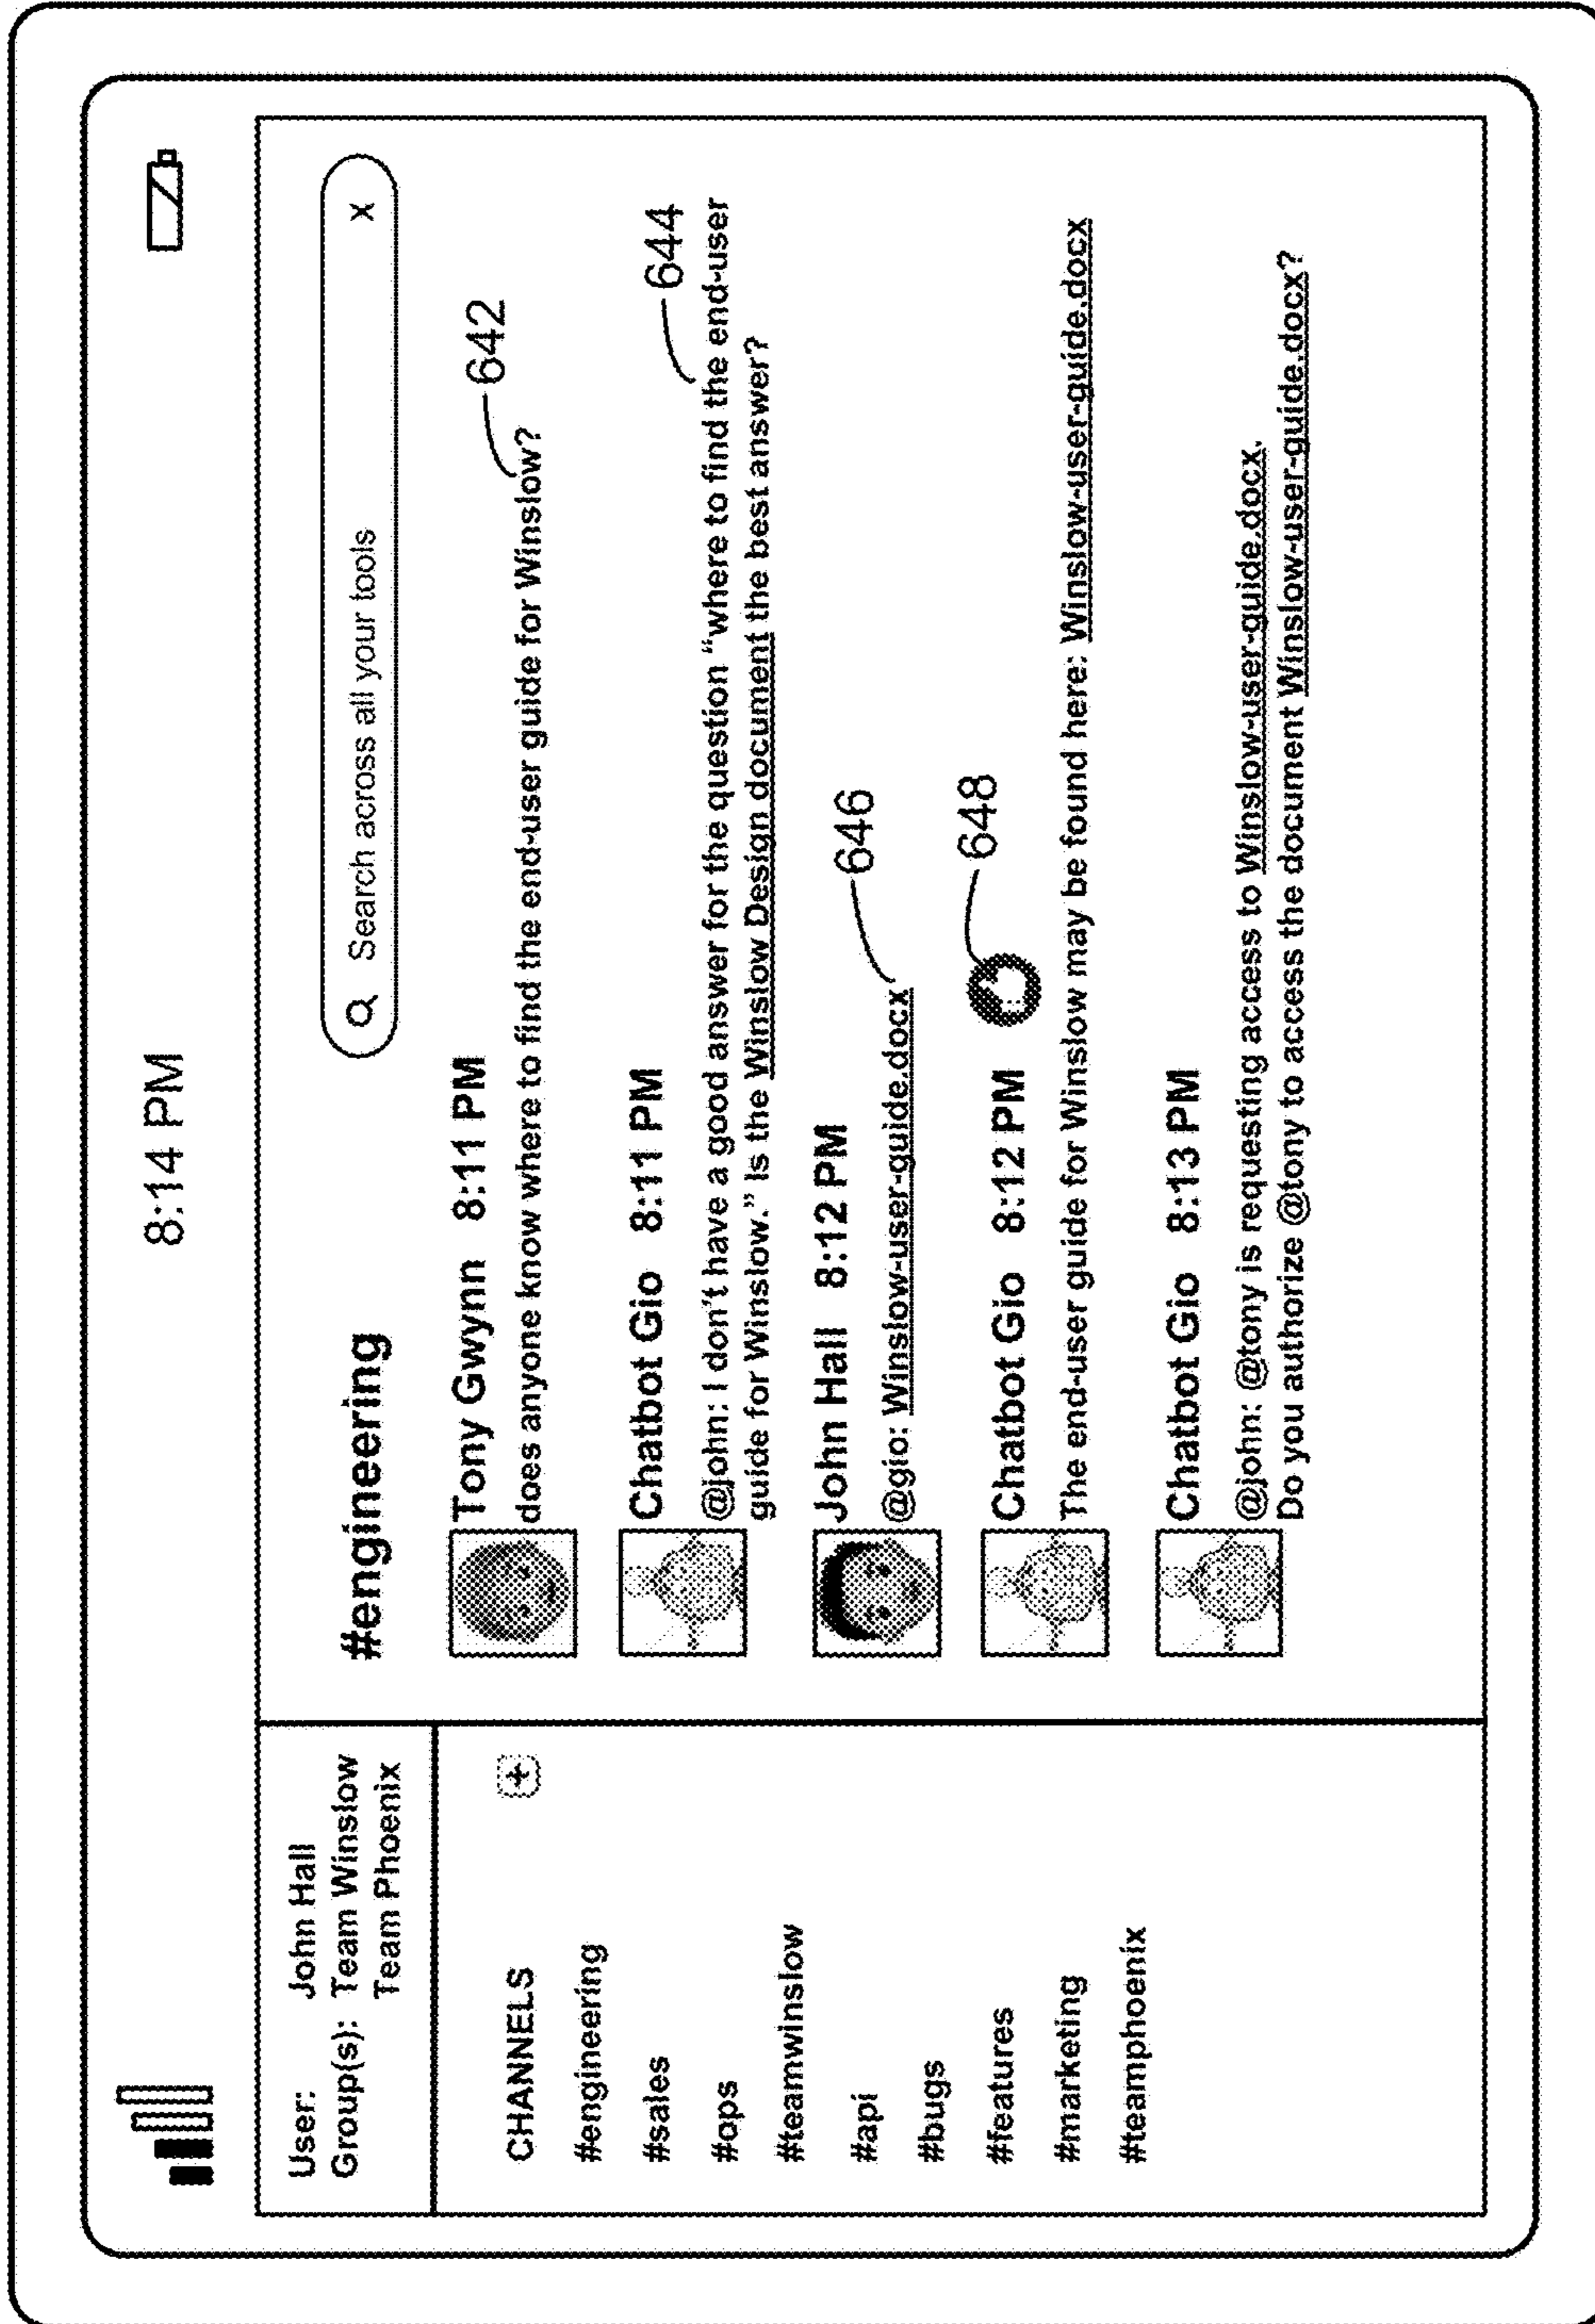 8:14 PM
User: John Hall
Group(s): Team Winslow
Team Phoenix
CHANNELS +
#engineering
#sales
#ops
#teamwinslow
#api
#bugs
#features
#marketing
#teamphoenix
#engineering
Search across all your tools X
Tony Gwynn 8:11 PM
642
does anyone know where to find the end-user guide for Winslow?
Chatbot Gio 8:11 PM
644
@john: I don't have a good answer for the question “where to find the end-user
guide for Winslow.” Is the Winslow Design document the best answer?
John Hall 8:12 PM
646
@gio: Winslow-user-guide.docx
Chatbot Gio 8:12 PM
648
The end-user guide for Winslow may be found here: Winslow-user-guide.docx
Chatbot Gio 8:13 PM
@john: @tony is requesting access to Winslow-user-guide.docx.
Do you authorize @tony to access the document Winslow-user-guide.docx?